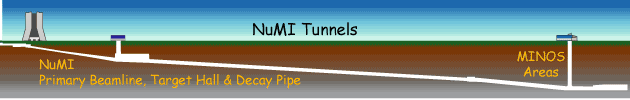 NuMI Tunnels
NuMI
Primary Beamline, Target Hall & Decay Pipe
MINOS
Areas